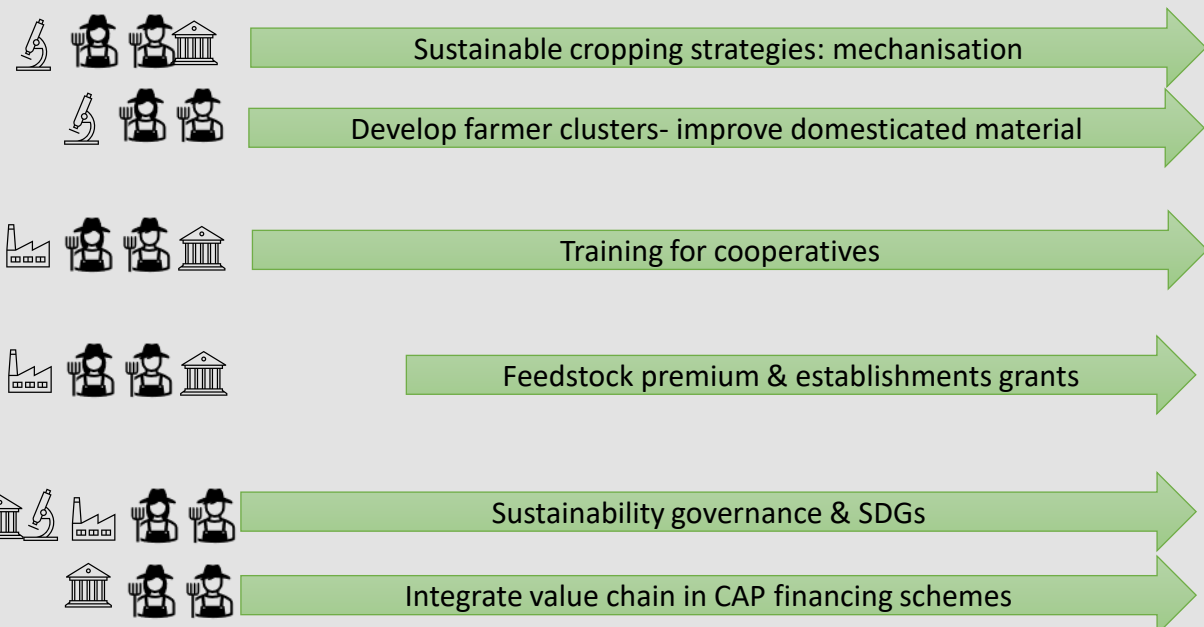 Sustainable cropping strategies: mechanisation
Develop farmer clusters- improve domesticated material
Training for cooperatives
Feedstock premium & establishments grants
Sustainability governance & SDGs
Integrate value chain in CAP financing schemes